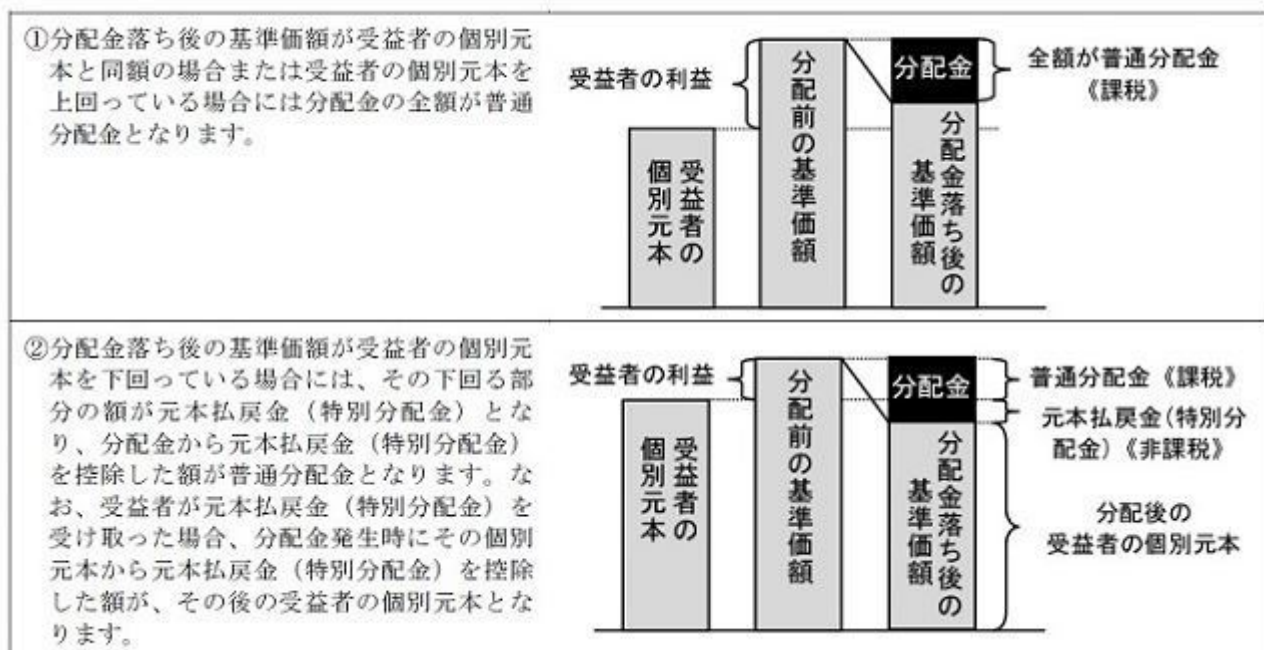 ①分配金落ち後の基準価額が受益者の個別元
本と同額の場合または受益者の個別元本を
上回っている場合には分配金の全額が普通
分配金となります。
受益者の利益
受益者の
個別元本
分配前の基準価額
分配金
分配金落ち後の
基準価額
全額が普通分配金
《課税》
②分配金落ち後の基準価額が受益者の個別元
本を下回っている場合には、その下回る部
分の額が元本払戻金（特別分配金）とな
り、分配金から元本払戻金（特別分配金）
を控除した額が普通分配金となります。な
お、受益者が元本払戻金（特別分配金）を
受け取った場合、分配金発生時にその個別
元本から元本払戻金（特別分配金）を控除
した額が、その後の受益者の個別元本とな
ります。
受益者の利益
受益者の
個別元本
分配前の基準価額
分配金
分配金落ち後の
基準価額
普通分配金《課税》
元本払戻金(特別分
配金)《非課税》
分配後の
受益者の個別元本